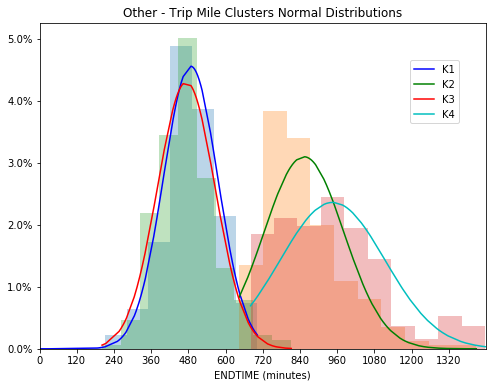 Other - Trip Mile Clusters Normal Distributions
5.0%
4.0%
3.0%
2.0%
1.0%
0.0%
K1
K2
K3
K4
0 120 240 360 480 600 720 840 960 1080 1200 1320
ENDTIME (minutes)